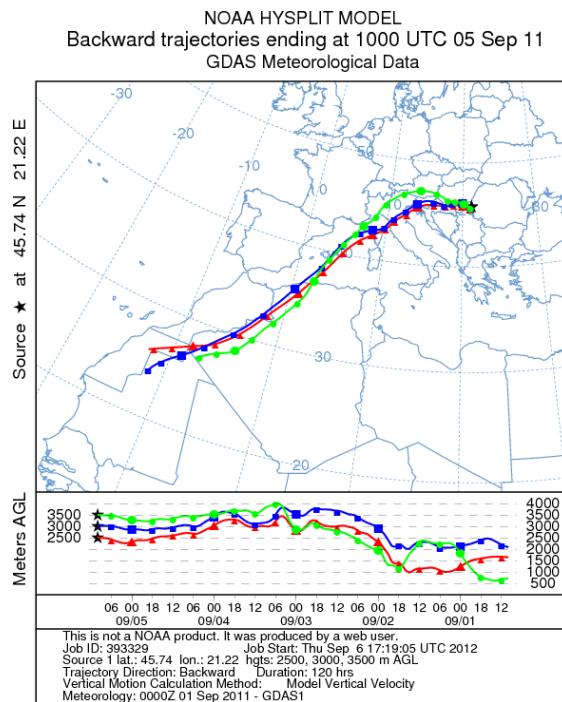 NOAA HYSPLIT MODEL
Backward trajectories ending at 1000 UTC 05 Sep 11
GDAS Meteorological Data
Source ★ at 45.74 N 21.22 E
-30
-20
-10
10
30
20
Meters AGL
3500
3000
2500
4000
3500
3000
2500
2000
1500
1000
500
06 00 18 12 06 00 18 12 06 00 18 12 06 00 18 12 06 00 18 12
09/05 09/04 09/03 09/02 09/01
This is not a NOAA product. It was produced by a web user.
Job ID: 393329 Job Start: Thu Sep 6 17:19:05 UTC 2012
Source 1 lat.: 45.74 lon.: 21.22 hgts: 2500, 3000, 3500 m AGL
Trajectory Direction: Backward Duration: 120 hrs
Vertical Motion Calculation Method: Model Vertical Velocity
Meteorology: 0000Z 01 Sep 2011 - GDAS1